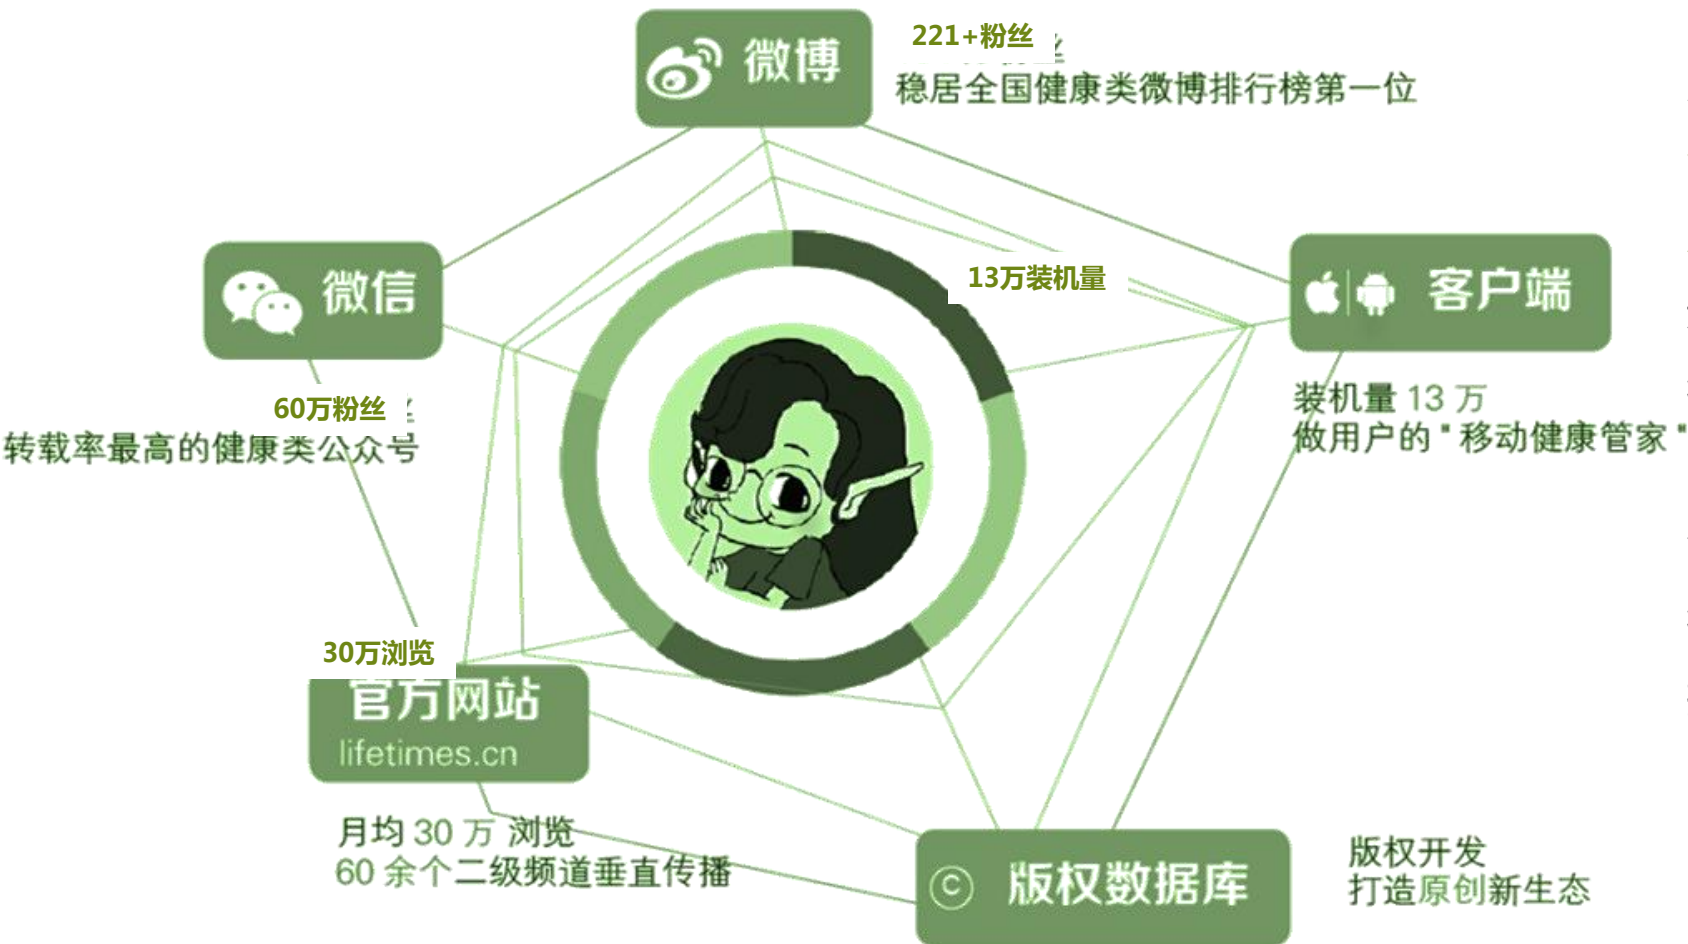 微博
221+粉丝
稳居全国健康类微博排行榜第一位
微信
60万粉丝
转载率最高的健康类公众号
13万装机量
客户端
装机量 13 万
做用户的"移动健康管家"
30万浏览
官方网站
lifetimes.cn
月均 30 万 浏览
60 余个二级频道垂直传播
© 版权数据库
版权开发
打造原创新生态